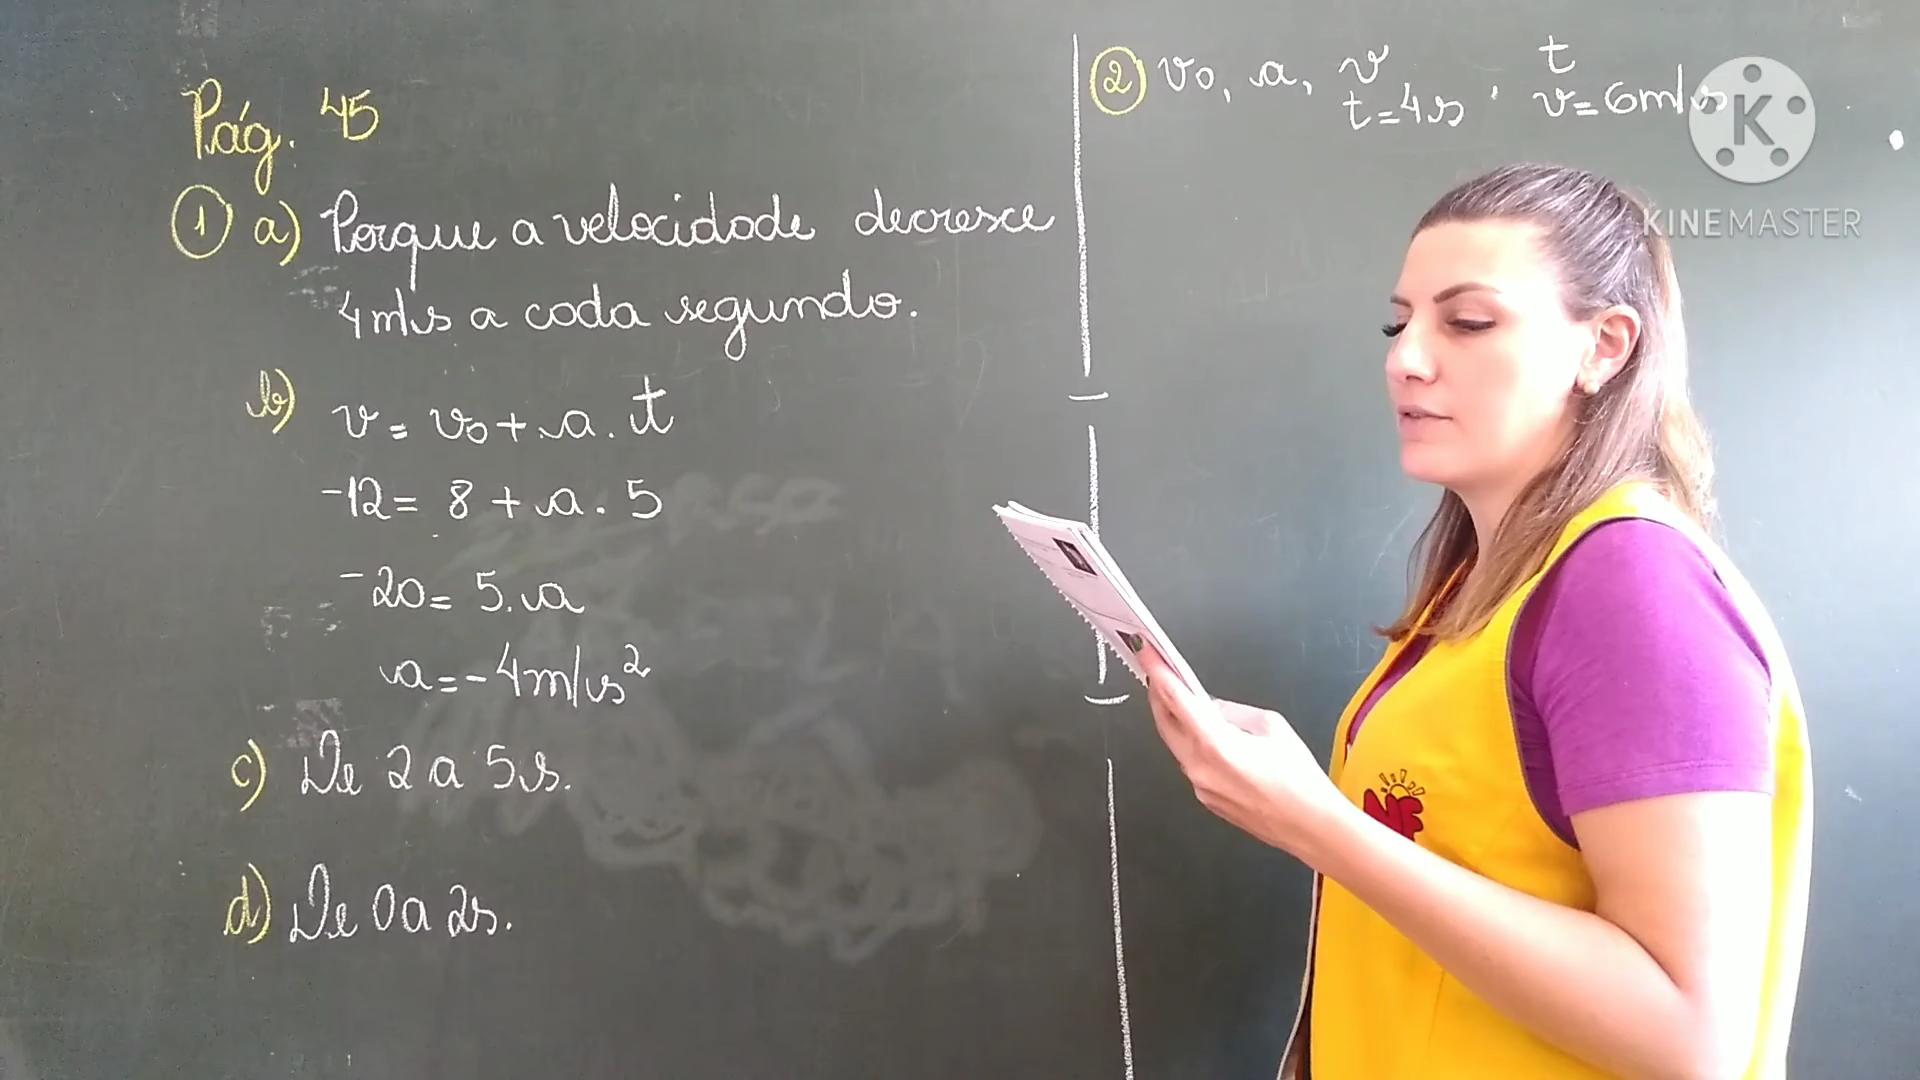 Pág. 45
① a) Porque a velocidade decresce
4m/s a cada segundo.
b) v = v₀ + a . t
-12 = 8 + a . 5
-20 = 5 . a
a = -4m/s²
c) De 2 a 5s.
d) De 0 a 2s.
② v₀, a, v , t
t=4s v=6m/s
K
KINEMASTER